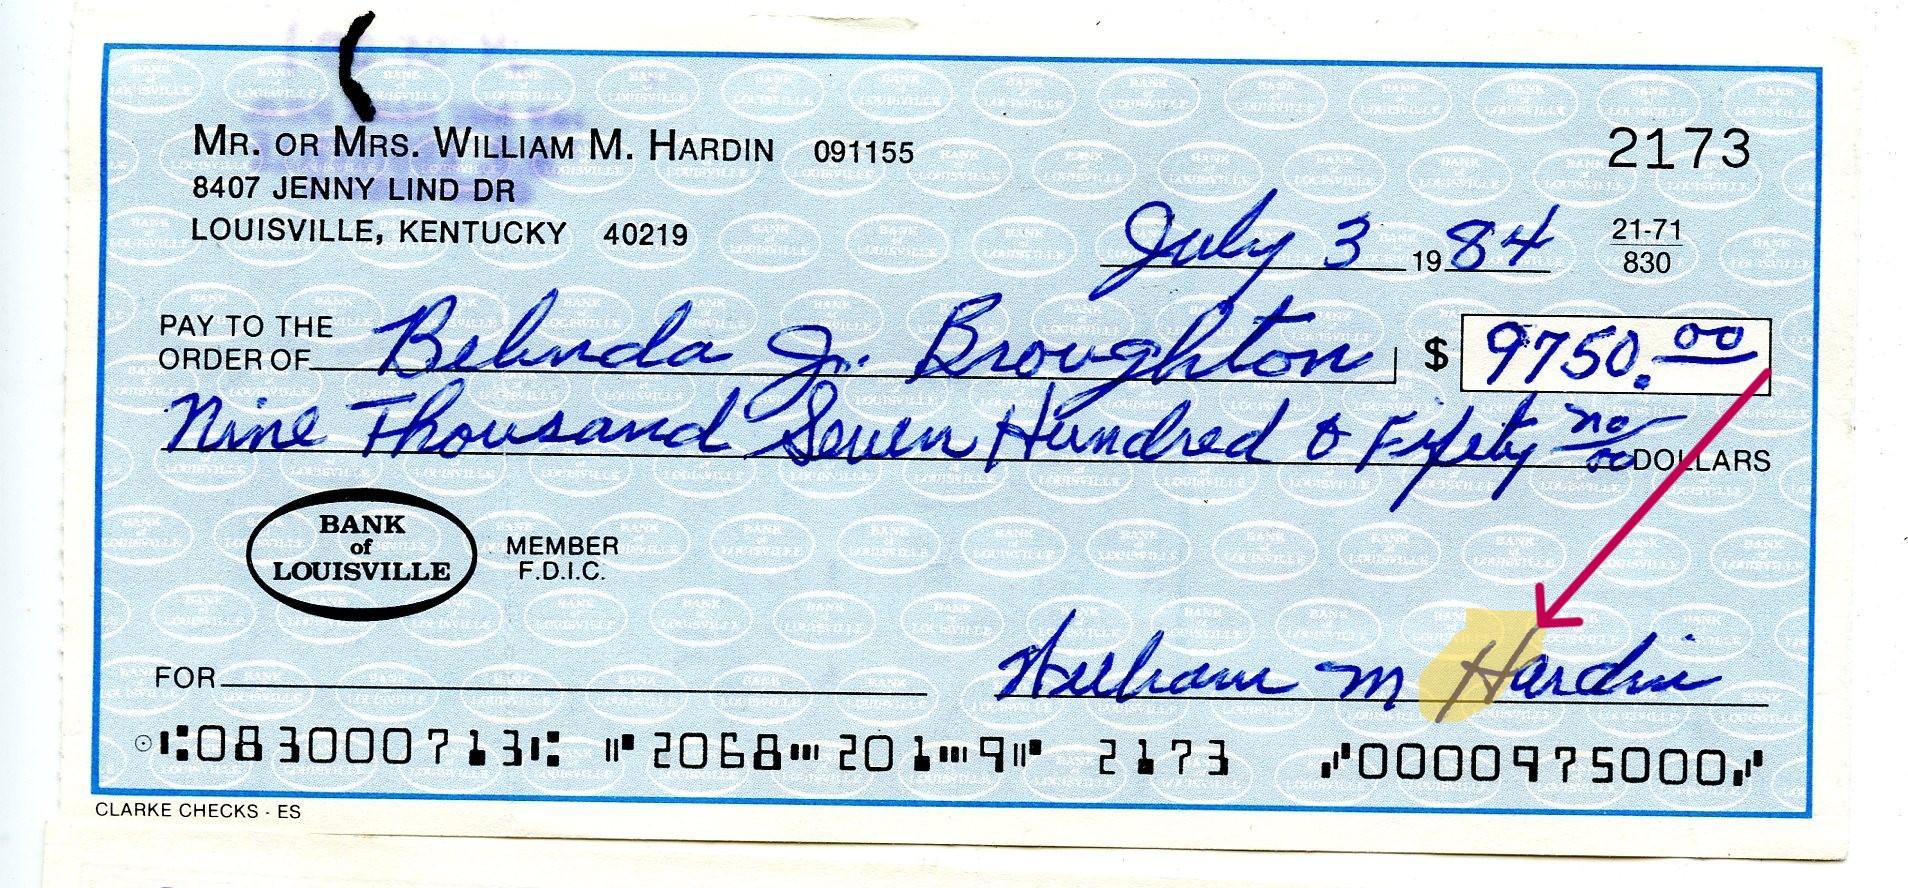 MR. OR MRS. WILLIAM M. HARDIN 091155
2173
8407 JENNY LIND DR
LOUISVILLE, KENTUCKY 40219
July 3 1984
21-71
830
PAY TO THE
ORDER OF Belinda J. Broughton $ 9750.00
Nine Thousand Seven Hundred & Fifety no/00 DOLLARS
BANK
of
LOUISVILLE
MEMBER
F.D.I.C.
FOR William M Hardin
⑆083000713⑆ ⑈2068⑉201⑉9⑈ 2173 ⑇0000975000⑇
CLARKE CHECKS - ES